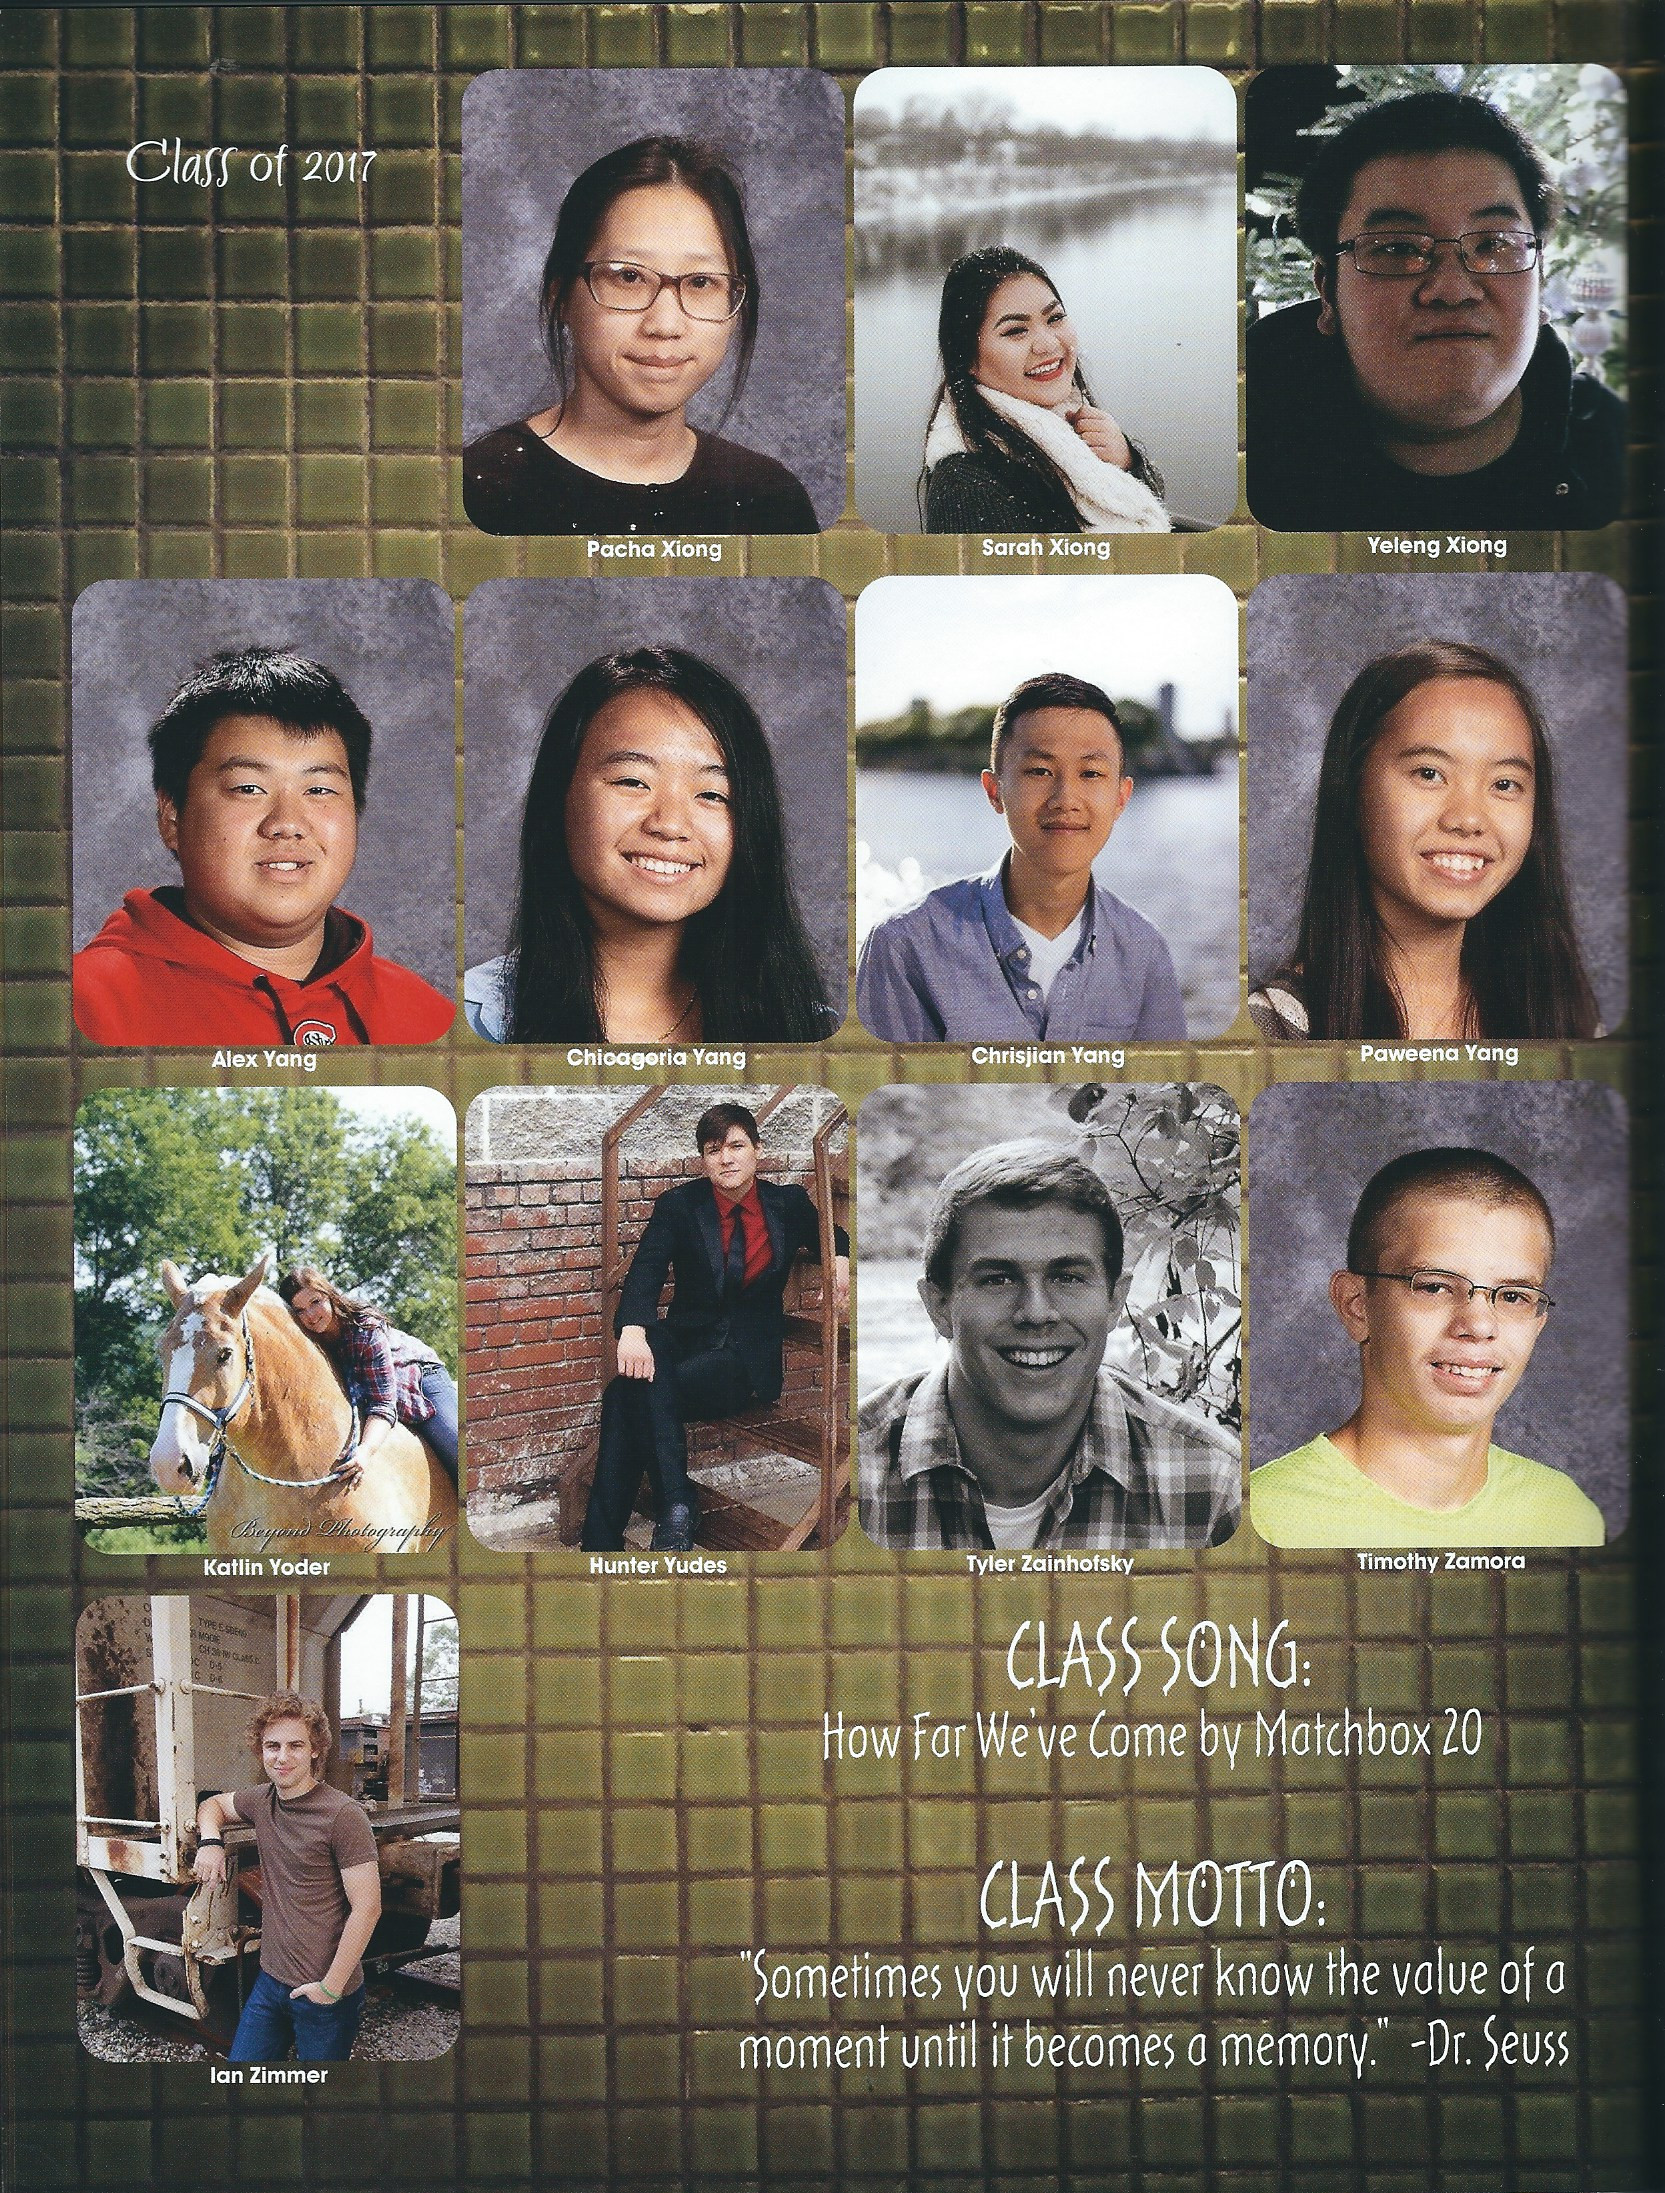 Class of 2017
Pacha Xiong
Sarah Xiong
Yeleng Xiong
Alex Yang
Chicagoria Yang
Chrisjian Yang
Paweena Yang
Beyond Photography
Katlin Yoder
Hunter Yudes
Tyler Zainhofsky
Timothy Zamora
Ian Zimmer
CLASS SONG:
How Far We've Come by Matchbox 20
CLASS MOTTO:
"Sometimes you will never know the value of a
moment until it becomes a memory." -Dr. Seuss